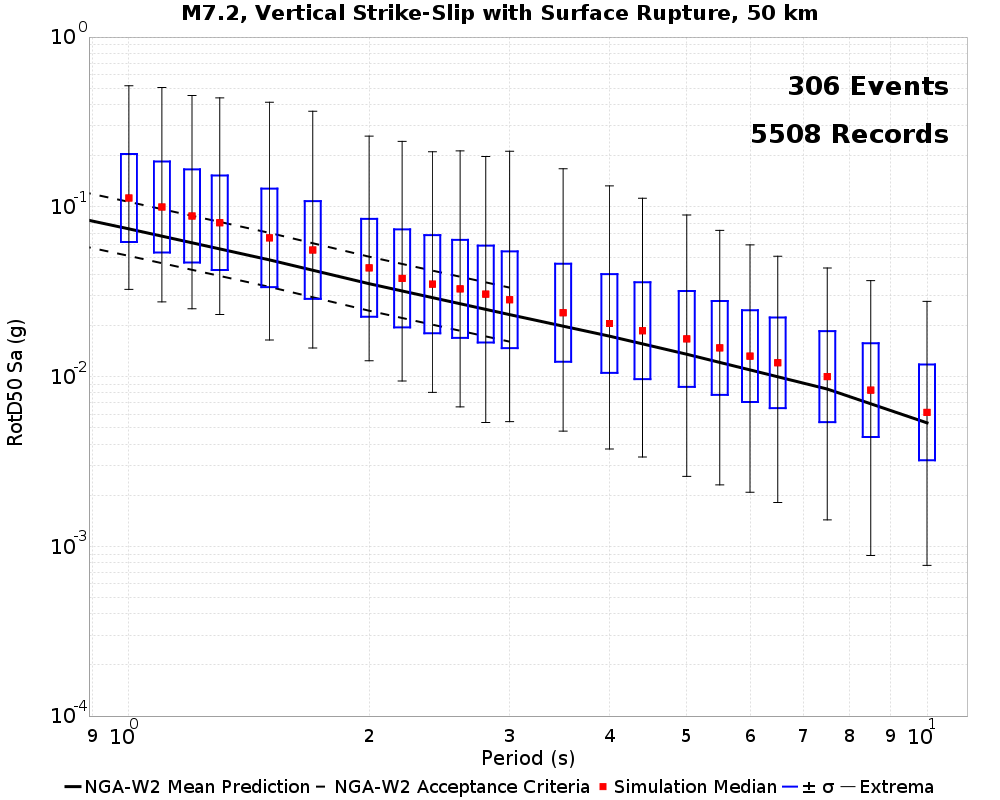 M7.2, Vertical Strike-Slip with Surface Rupture, 50 km
306 Events
5508 Records
RotD50 Sa (g)
10^0
10^-1
10^-2
10^-3
10^-4
9 10^0 2 3 4 5 6 7 8 9 10^1
Period (s)
NGA-W2 Mean Prediction NGA-W2 Acceptance Criteria Simulation Median ± σ Extrema